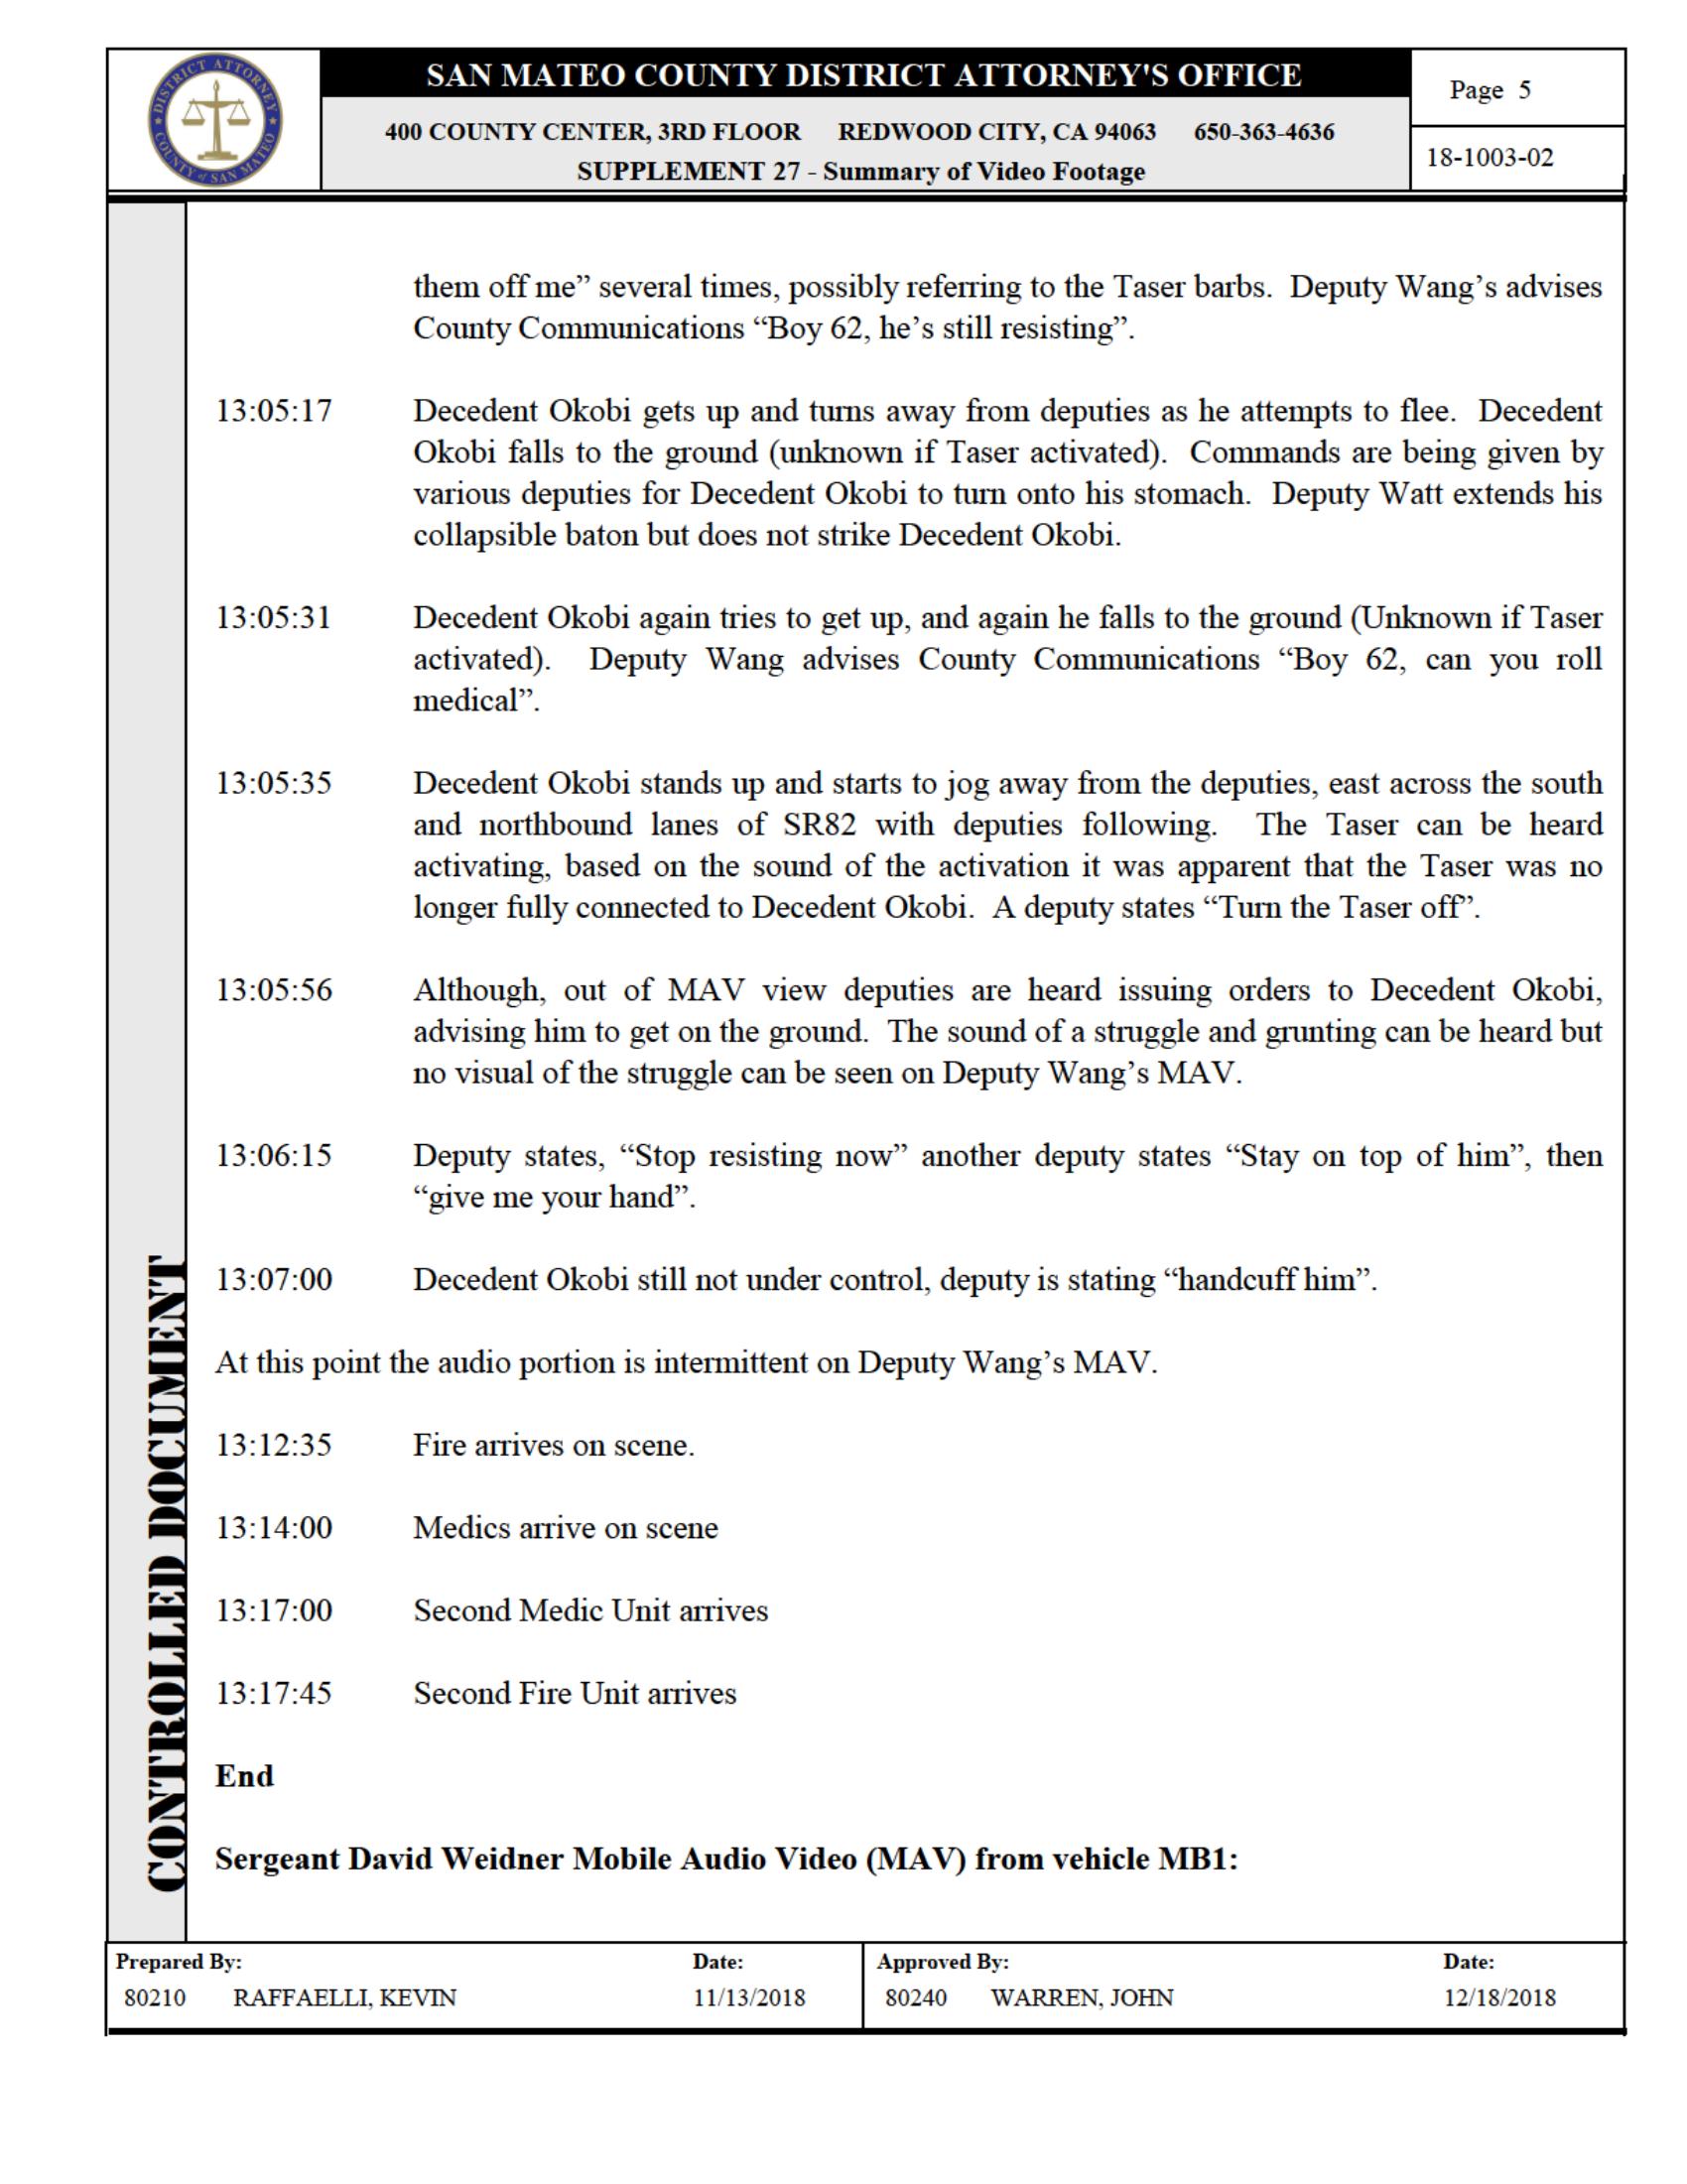 DISTRICT ATTORNEY
COUNTY of SAN MATEO
SAN MATEO COUNTY DISTRICT ATTORNEY'S OFFICE
400 COUNTY CENTER, 3RD FLOOR REDWOOD CITY, CA 94063 650-363-4636
SUPPLEMENT 27 - Summary of Video Footage
Page 5
18-1003-02
them off me” several times, possibly referring to the Taser barbs. Deputy Wang’s advises
County Communications “Boy 62, he’s still resisting”.
13:05:17 Decedent Okobi gets up and turns away from deputies as he attempts to flee. Decedent
Okobi falls to the ground (unknown if Taser activated). Commands are being given by
various deputies for Decedent Okobi to turn onto his stomach. Deputy Watt extends his
collapsible baton but does not strike Decedent Okobi.
13:05:31 Decedent Okobi again tries to get up, and again he falls to the ground (Unknown if Taser
activated). Deputy Wang advises County Communications “Boy 62, can you roll
medical”.
13:05:35 Decedent Okobi stands up and starts to jog away from the deputies, east across the south
and northbound lanes of SR82 with deputies following. The Taser can be heard
activating, based on the sound of the activation it was apparent that the Taser was no
longer fully connected to Decedent Okobi. A deputy states “Turn the Taser off”.
13:05:56 Although, out of MAV view deputies are heard issuing orders to Decedent Okobi,
advising him to get on the ground. The sound of a struggle and grunting can be heard but
no visual of the struggle can be seen on Deputy Wang’s MAV.
13:06:15 Deputy states, “Stop resisting now” another deputy states “Stay on top of him”, then
“give me your hand”.
13:07:00 Decedent Okobi still not under control, deputy is stating “handcuff him”.
At this point the audio portion is intermittent on Deputy Wang’s MAV.
13:12:35 Fire arrives on scene.
13:14:00 Medics arrive on scene
13:17:00 Second Medic Unit arrives
13:17:45 Second Fire Unit arrives
End
Sergeant David Weidner Mobile Audio Video (MAV) from vehicle MB1:
CONTROLLED DOCUMENT
Prepared By: Date: Approved By: Date:
80210 RAFFAELLI, KEVIN 11/13/2018 80240 WARREN, JOHN 12/18/2018